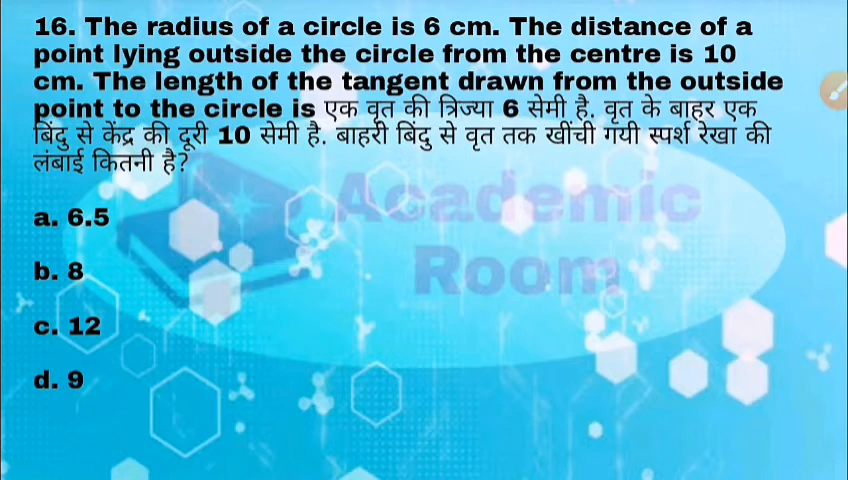 16. The radius of a circle is 6 cm. The distance of a
point lying outside the circle from the centre is 10
cm. The length of the tangent drawn from the outside
point to the circle is एक वृत की त्रिज्या 6 सेमी है. वृत के बाहर एक
बिंदु से केंद्र की दूरी 10 सेमी है. बाहरी बिंदु से वृत तक खींची गयी स्पर्श रेखा की
लंबाई कितनी है?
a. 6.5
b. 8
c. 12
d. 9
Academic
Room